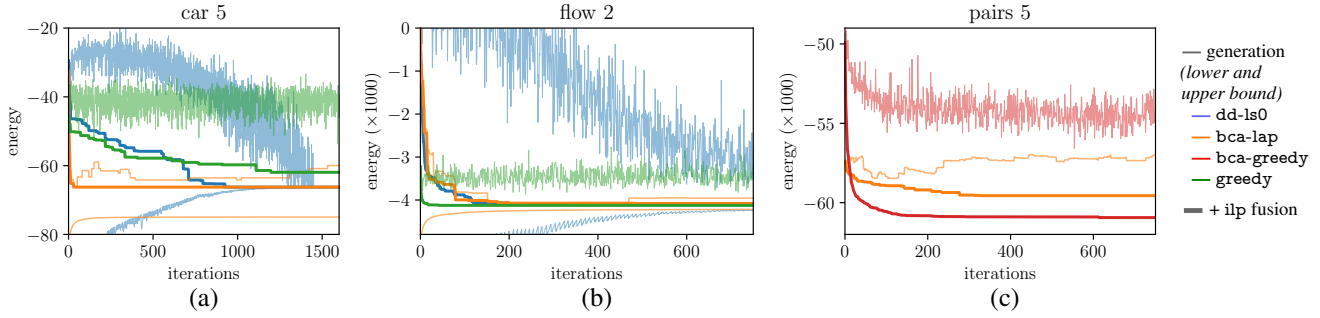 car 5
energy
−20
−40
−60
−80
0
500
1000
1500
iterations
(a)
flow 2
energy (×1000)
0
−1
−2
−3
−4
0
200
400
600
iterations
(b)
pairs 5
energy (×1000)
−50
−55
−60
0
200
400
600
iterations
(c)
generation
(lower and
upper bound)
dd-ls0
bca-lap
bca-greedy
greedy
+ ilp fusion